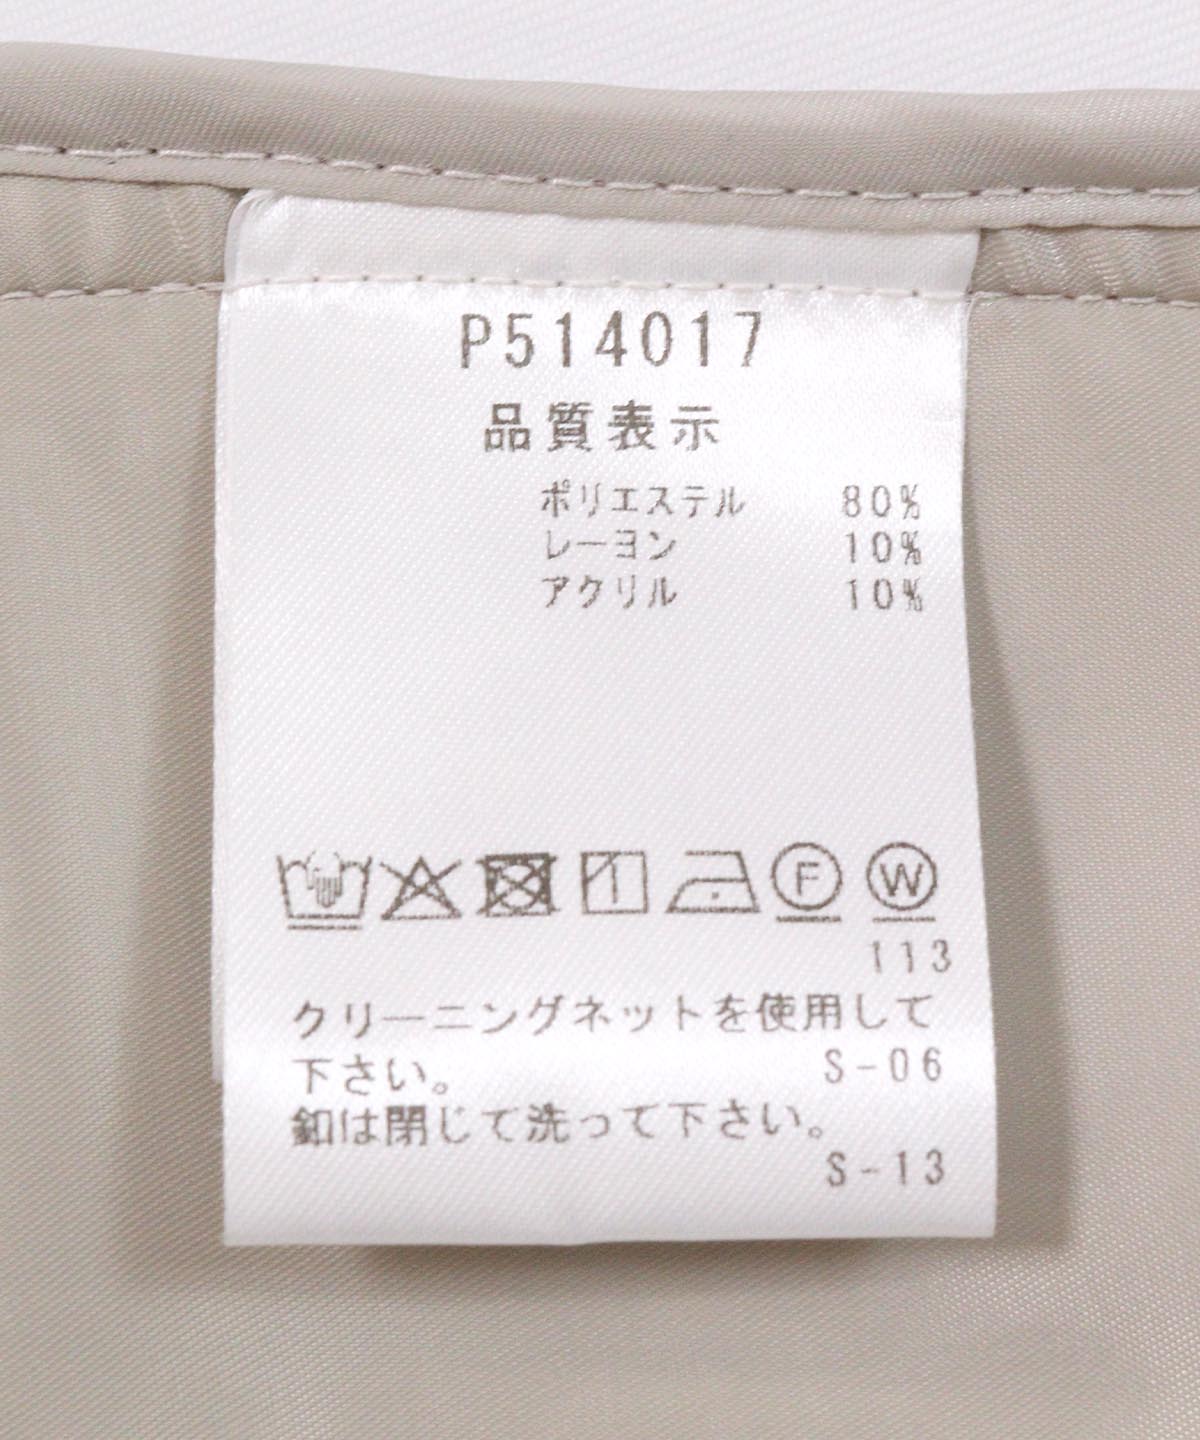 P514017
品質表示
ポリエステル 80%
レーヨン 10%
アクリル 10%
F W
113
クリーニングネットを使用して
下さい。 S-06
釦は閉じて洗って下さい。
S-13